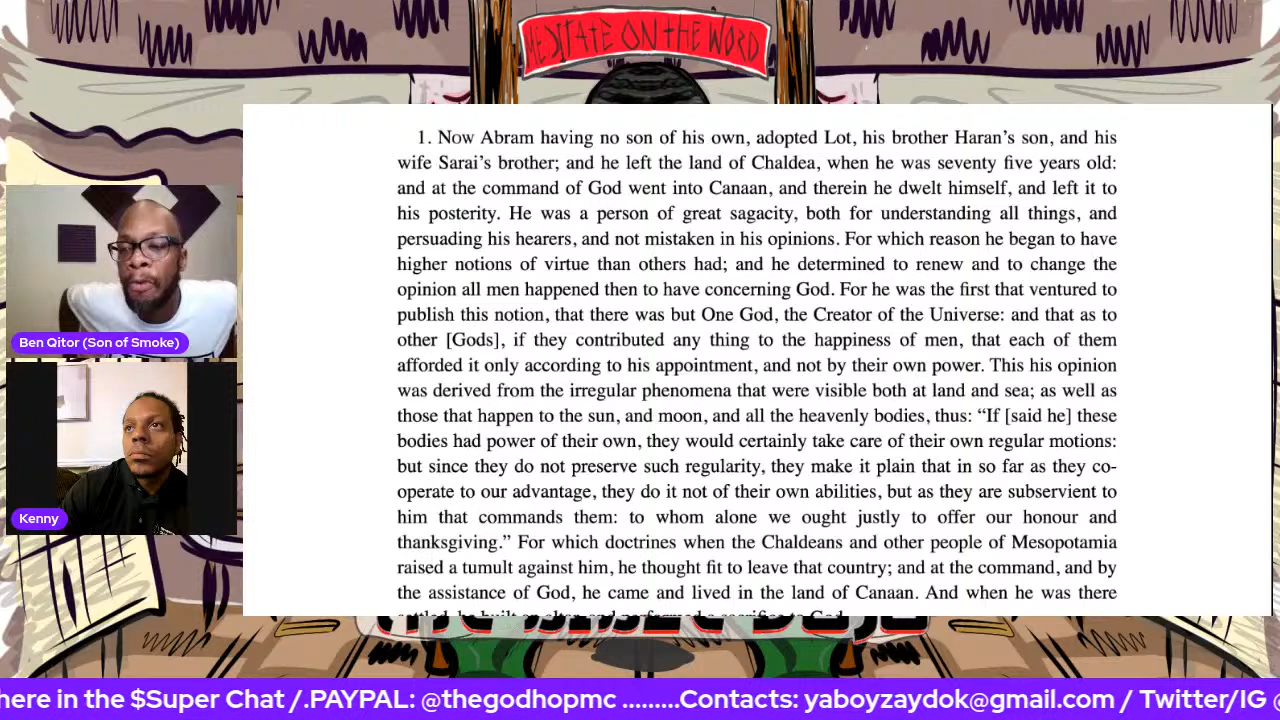 MEDITATE ON THE WORD
1. Now Abram having no son of his own, adopted Lot, his brother Haran's son, and his
wife Sarai's brother; and he left the land of Chaldea, when he was seventy five years old:
and at the command of God went into Canaan, and therein he dwelt himself, and left it to
his posterity. He was a person of great sagacity, both for understanding all things, and
persuading his hearers, and not mistaken in his opinions. For which reason he began to have
higher notions of virtue than others had; and he determined to renew and to change the
opinion all men happened then to have concerning God. For he was the first that ventured to
publish this notion, that there was but One God, the Creator of the Universe: and that as to
other [Gods], if they contributed any thing to the happiness of men, that each of them
afforded it only according to his appointment, and not by their own power. This his opinion
was derived from the irregular phenomena that were visible both at land and sea; as well as
those that happen to the sun, and moon, and all the heavenly bodies, thus: “If [said he] these
bodies had power of their own, they would certainly take care of their own regular motions:
but since they do not preserve such regularity, they make it plain that in so far as they co-
operate to our advantage, they do it not of their own abilities, but as they are subservient to
him that commands them: to whom alone we ought justly to offer our honour and
thanksgiving.” For which doctrines when the Chaldeans and other people of Mesopotamia
raised a tumult against him, he thought fit to leave that country; and at the command, and by
the assistance of God, he came and lived in the land of Canaan. And when he was there
settled, he built an altar, and performed a sacrifice to God.
Ben Qitor (Son of Smoke)
Kenny
here in the $Super Chat /.PAYPAL: @thegodhopmc .........Contacts: yaboyzaydok@gmail.com / Twitter/IG @